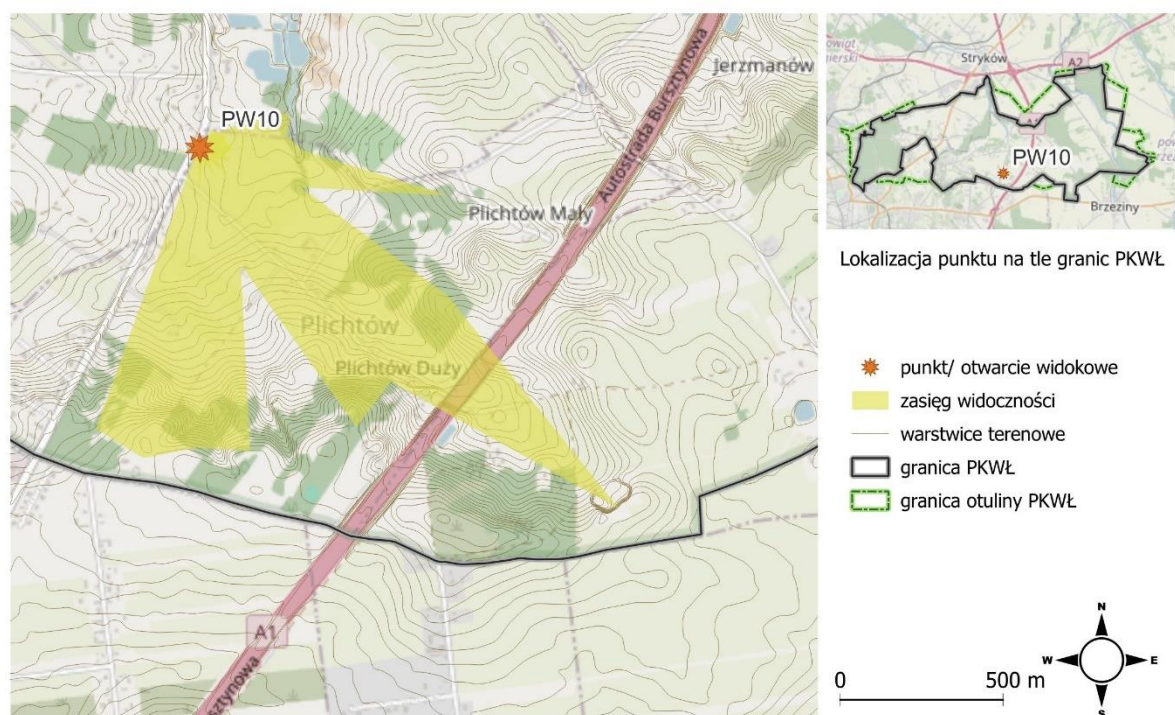 PW10
Jerzmanów
Autostrada Bursztynowa
Plichtów Mały
Plichtów
Plichtów Duży
A1
sztynowa
Stryków
A2
PW10
Brzeziny
Lokalizacja punktu na tle granic PKWŁ
punkt/ otwarcie widokowe
zasięg widoczności
warstwice terenowe
granica PKWŁ
granica otuliny PKWŁ
N
W
E
S
0
500 m